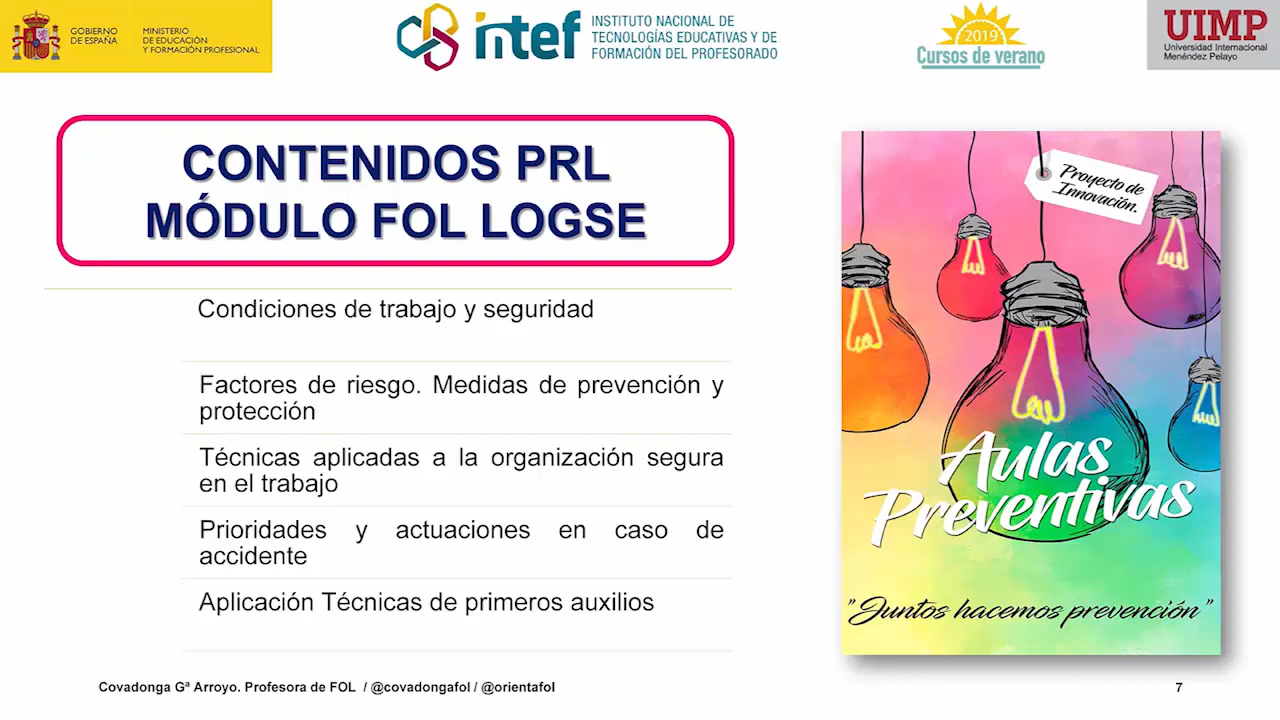 GOBIERNO
DE ESPAÑA
MINISTERIO
DE EDUCACIÓN
Y FORMACIÓN PROFESIONAL
intef
INSTITUTO NACIONAL DE
TECNOLOGÍAS EDUCATIVAS Y DE
FORMACIÓN DEL PROFESORADO
2019
Cursos de verano
UIMP
Universidad Internacional
Menéndez Pelayo
CONTENIDOS PRL
MÓDULO FOL LOGSE
Condiciones de trabajo y seguridad
Factores de riesgo. Medidas de prevención y
protección
Técnicas aplicadas a la organización segura
en el trabajo
Prioridades y actuaciones en caso de
accidente
Aplicación Técnicas de primeros auxilios
Proyecto de
Innovación.
Aulas
Preventivas
"Juntos hacemos prevención"
Covadonga Gª Arroyo. Profesora de FOL / @covadongafol / @orientafol
7